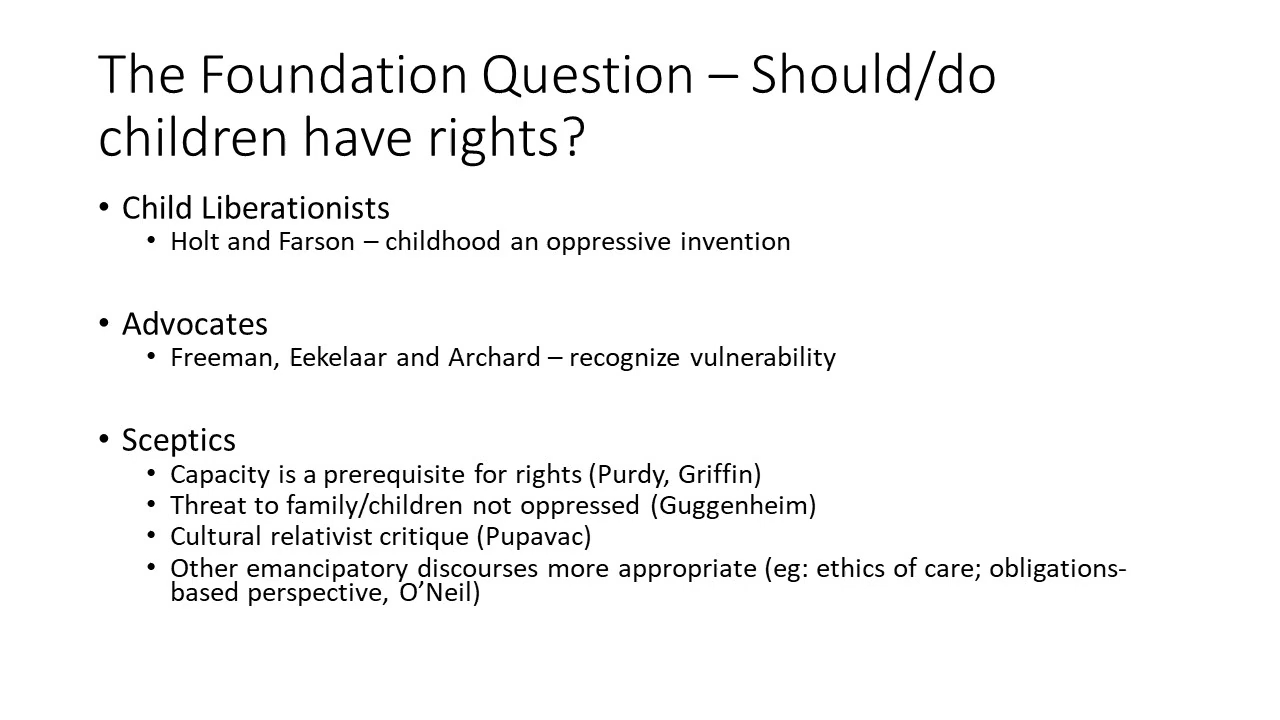 The Foundation Question – Should/do
children have rights?
• Child Liberationists
• Holt and Farson – childhood an oppressive invention
• Advocates
• Freeman, Eekelaar and Archard – recognize vulnerability
• Sceptics
• Capacity is a prerequisite for rights (Purdy, Griffin)
• Threat to family/children not oppressed (Guggenheim)
• Cultural relativist critique (Pupavac)
• Other emancipatory discourses more appropriate (eg: ethics of care; obligations-
based perspective, O’Neil)